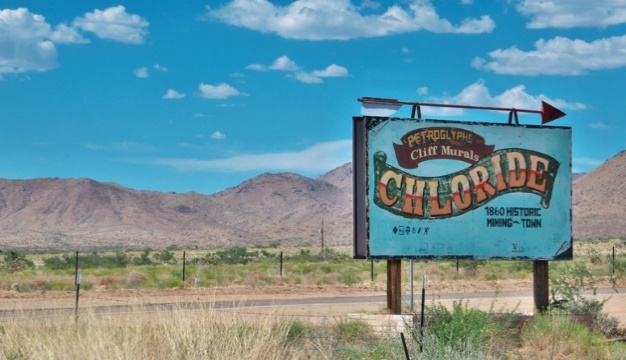 PETROGLYPHS
Cliff Murals
CHLORIDE
1860 HISTORIC
MINING-TOWN